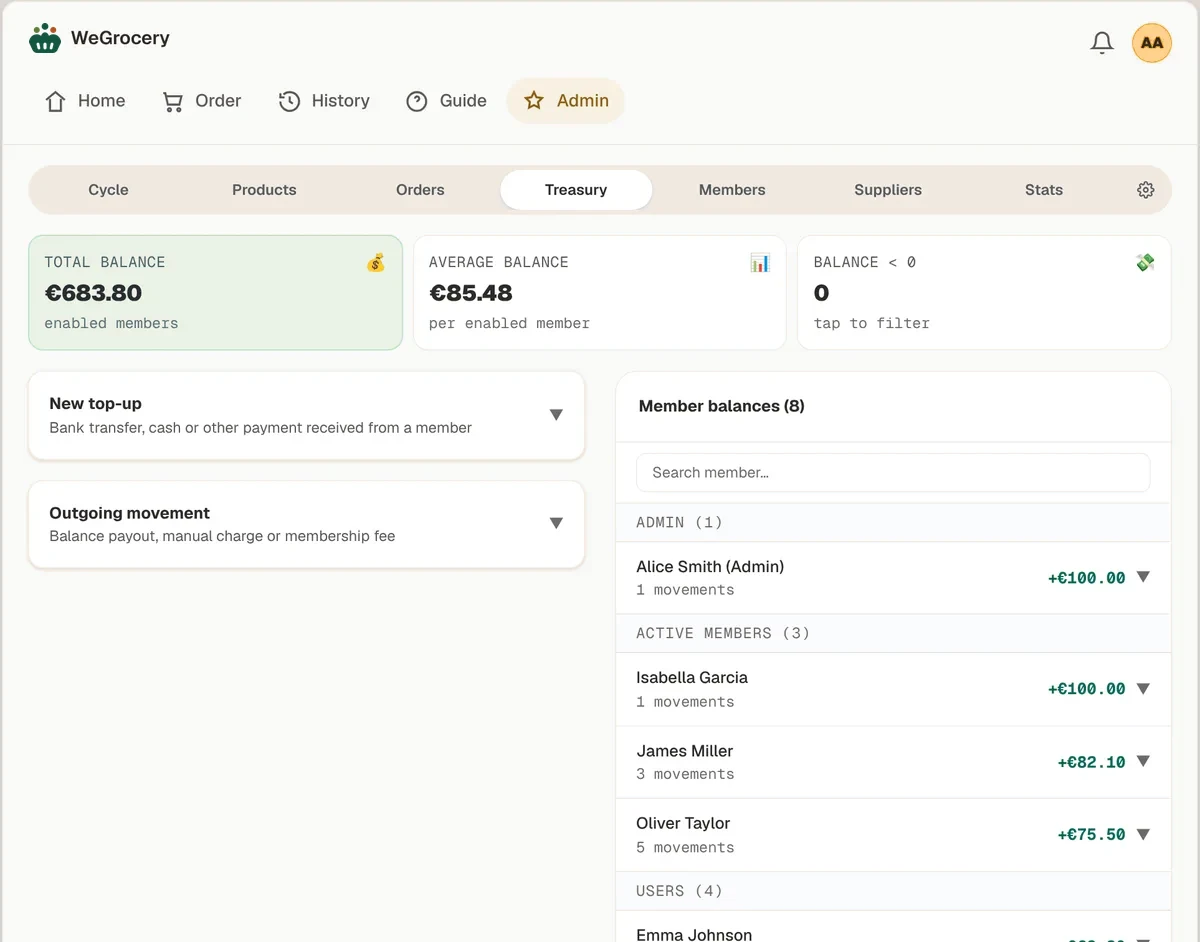 WeGrocery
AA
Home
Order
History
Guide
Admin
Cycle
Products
Orders
Treasury
Members
Suppliers
Stats
TOTAL BALANCE
€683.80
enabled members
AVERAGE BALANCE
€85.48
per enabled member
BALANCE < 0
0
tap to filter
New top-up
Bank transfer, cash or other payment received from a member
Outgoing movement
Balance payout, manual charge or membership fee
Member balances (8)
Search member…
ADMIN (1)
Alice Smith (Admin)
+€100.00
1 movements
ACTIVE MEMBERS (3)
Isabella Garcia
+€100.00
1 movements
James Miller
+€82.10
3 movements
Oliver Taylor
+€75.50
5 movements
USERS (4)
Emma Johnson